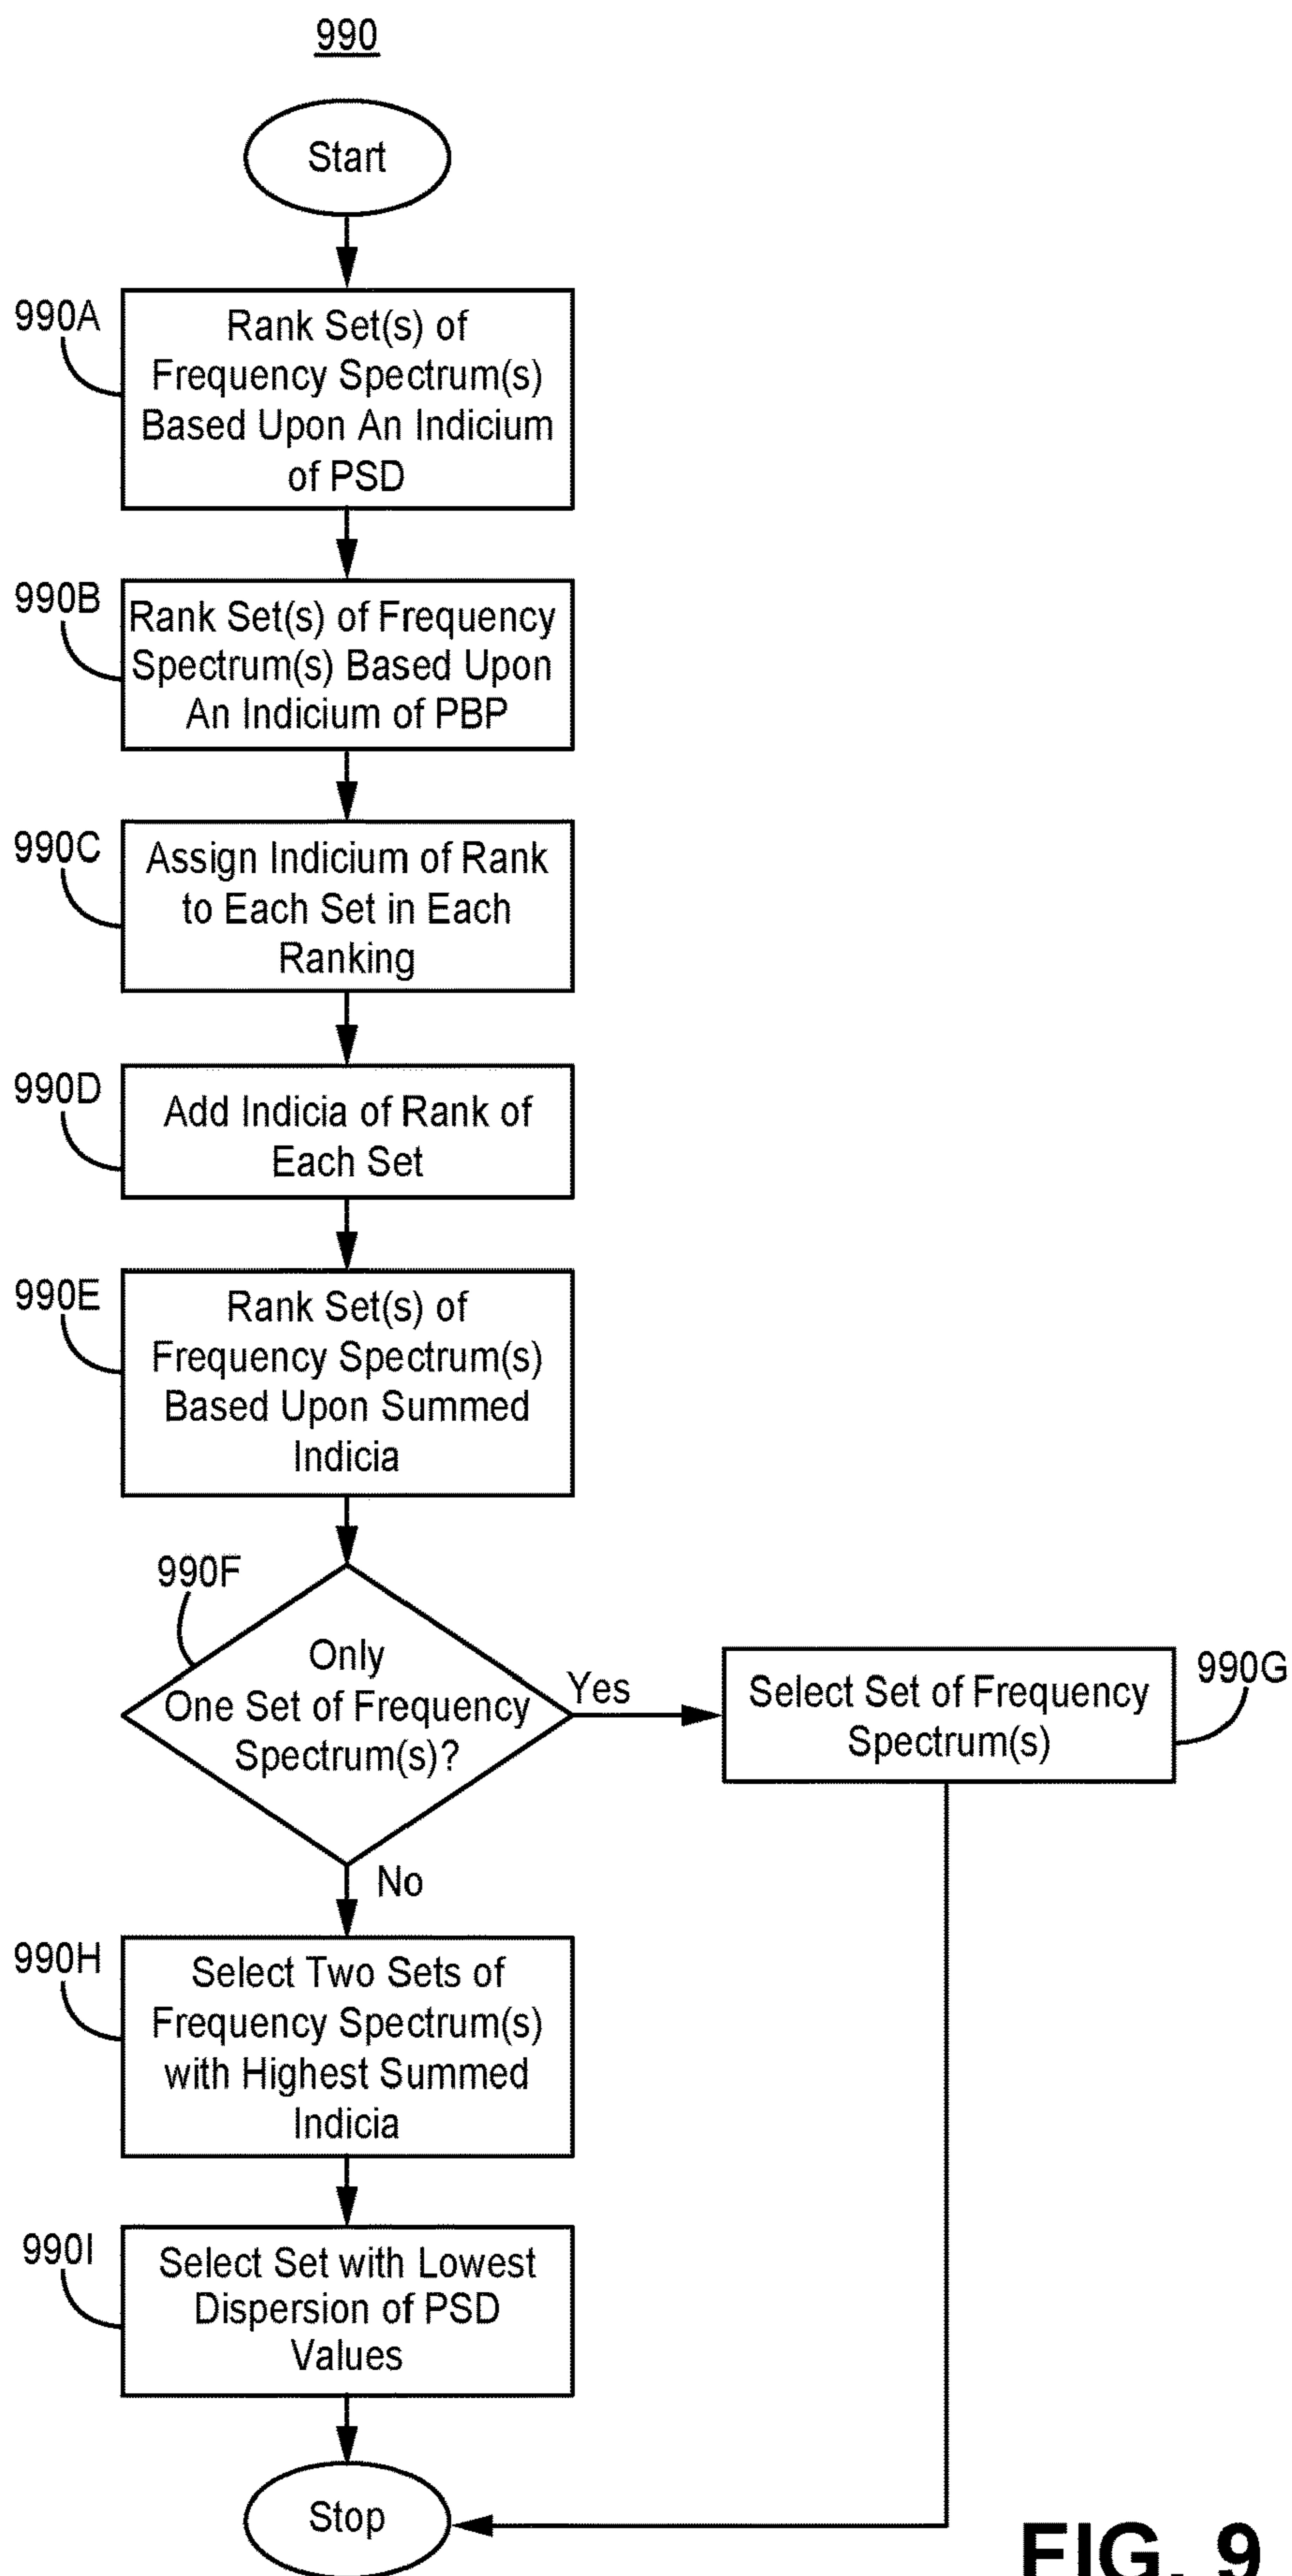 990
Start
990A
Rank Set(s) of
Frequency Spectrum(s)
Based Upon An Indicium
of PSD
990B
Rank Set(s) of Frequency
Spectrum(s) Based Upon
An Indicium of PBP
990C
Assign Indicium of Rank
to Each Set in Each
Ranking
990D
Add Indicia of Rank of
Each Set
990E
Rank Set(s) of
Frequency Spectrum(s)
Based Upon Summed
Indicia
990F
Only
One Set of Frequency
Spectrum(s)?
Yes
Select Set of Frequency
Spectrum(s)
990G
No
990H
Select Two Sets of
Frequency Spectrum(s)
with Highest Summed
Indicia
990I
Select Set with Lowest
Dispersion of PSD
Values
Stop
FIG. 9